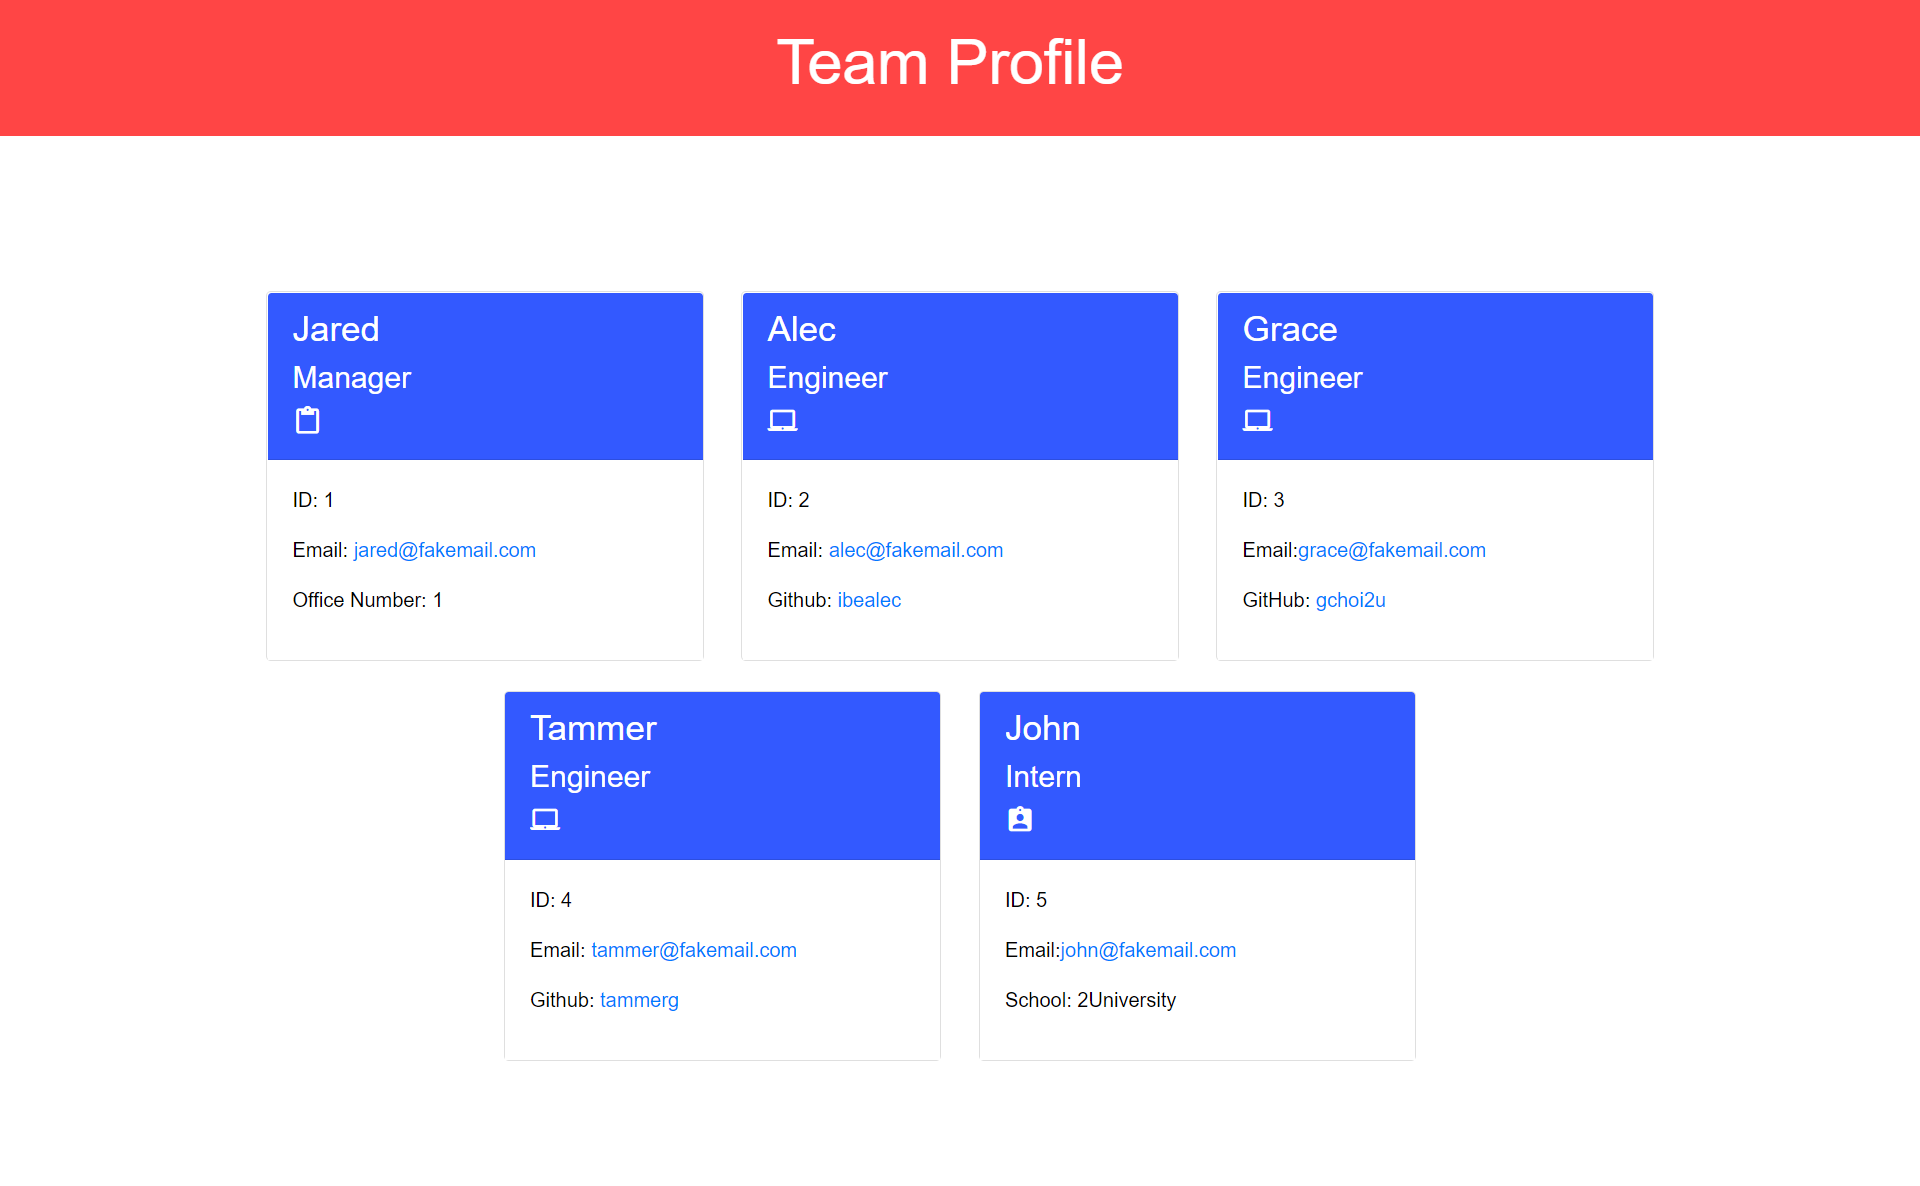 Team Profile
Jared
Manager
ID: 1
Email: jared@fakemail.com
Office Number: 1
Alec
Engineer
ID: 2
Email: alec@fakemail.com
Github: ibealec
Grace
Engineer
ID: 3
Email:grace@fakemail.com
GitHub: gchoi2u
Tammer
Engineer
ID: 4
Email: tammer@fakemail.com
Github: tammerg
John
Intern
ID: 5
Email:john@fakemail.com
School: 2University